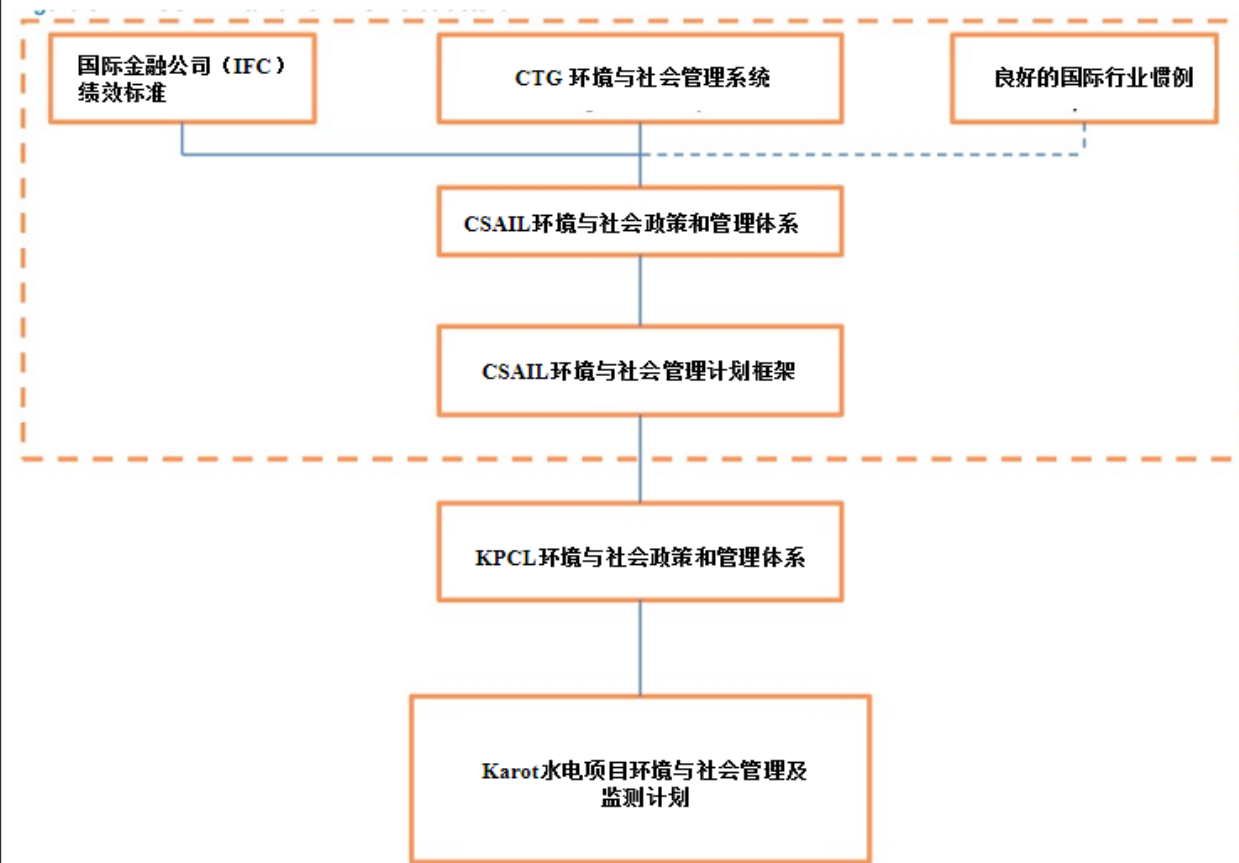 国际金融公司（IFC）
绩效标准
CTG 环境与社会管理系统
良好的国际行业惯例
CSAIL环境与社会政策和管理体系
CSAIL环境与社会管理计划框架
KPCL环境与社会政策和管理体系
Karot水电项目环境与社会管理及
监测计划